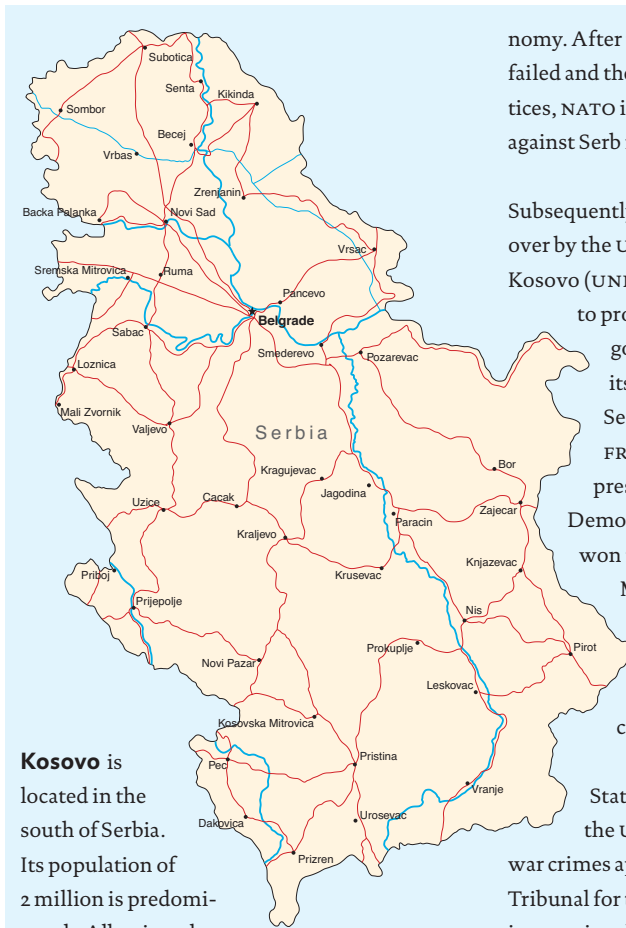 Subotica
Senta
Kikinda
Sombor
Becej
Vrbas
Zrenjanin
Backa Palanka
Novi Sad
Vrsac
Sremska Mitrovica
Ruma
Pancevo
Belgrade
Sabac
Smederevo
Pozarevac
Loznica
Mali Zvornik
Valjevo
Serbia
Bor
Kragujevac
Jagodina
Uzice
Cacak
Zajecar
Paracin
Kraljevo
Knjazevac
Krusevac
Priboj
Prijepolje
Nis
Prokuplje
Pirot
Novi Pazar
Leskovac
Kosovska Mitrovica
Pristina
Pec
Vranje
Dakovica
Urosevac
Prizren
Kosovo is
located in the
south of Serbia.
Its population of
2 million is predomi-
nomy. After
failed and the
tices, NATO i
against Serb
Subsequently
over by the U
Kosovo (UN
to pro
go
its
Se
FR
pres
Demo
won
M
c
Stat
the U
war crimes a
Tribunal for